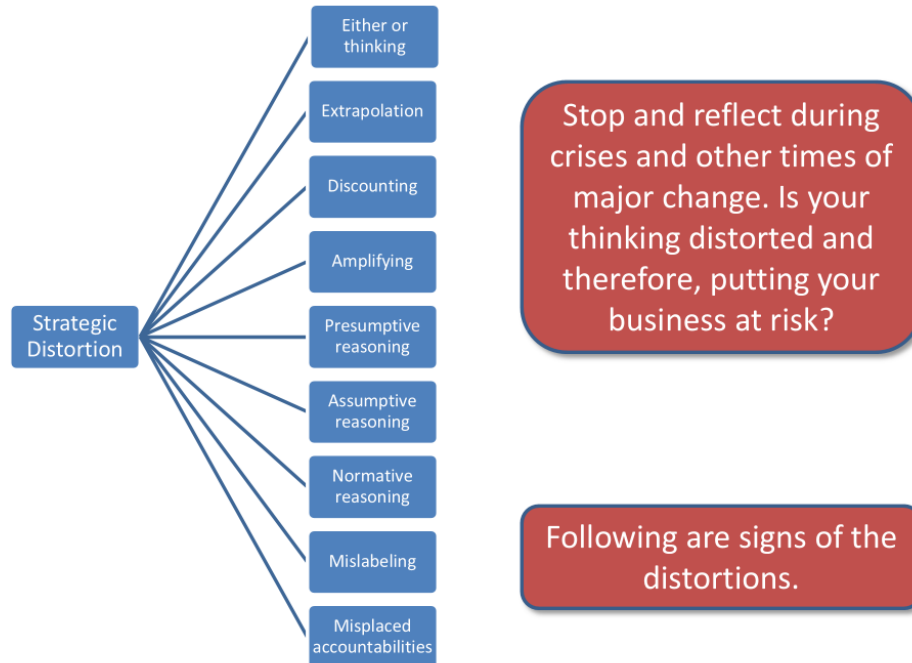 Either or
thinking
Extrapolation
Discounting
Amplifying
Strategic
Distortion
Presumptive
reasoning
Assumptive
reasoning
Normative
reasoning
Mislabeling
Misplaced
accountabilities
Stop and reflect during
crises and other times of
major change. Is your
thinking distorted and
therefore, putting your
business at risk?
Following are signs of the
distortions.